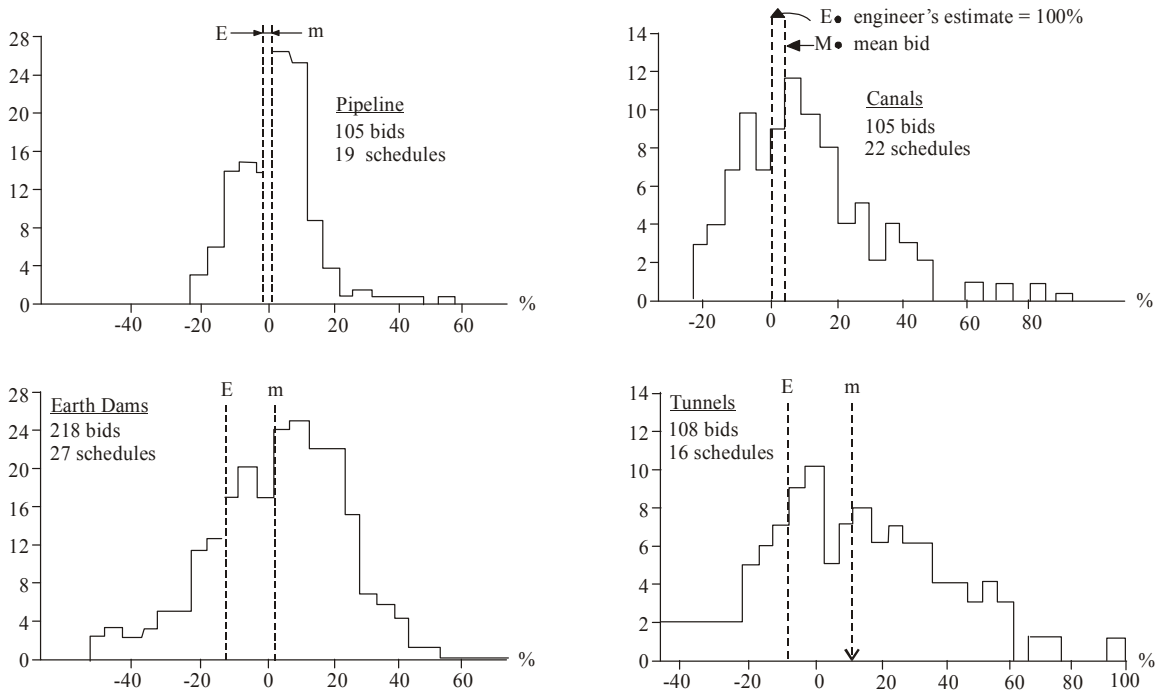 E m
28
24
20
16
12
8
4
0
Pipeline
105 bids
19 schedules
-40 -20 0 20 40 60 %
E• engineer's estimate = 100%
M• mean bid
14
12
10
8
6
4
2
0
Canals
105 bids
22 schedules
-20 0 20 40 60 80 %
E m
28
24
20
16
12
8
4
0
Earth Dams
218 bids
27 schedules
-40 -20 0 20 40 60 %
E m
14
12
10
8
6
4
2
0
Tunnels
108 bids
16 schedules
-40 -20 0 20 40 60 80 100 %